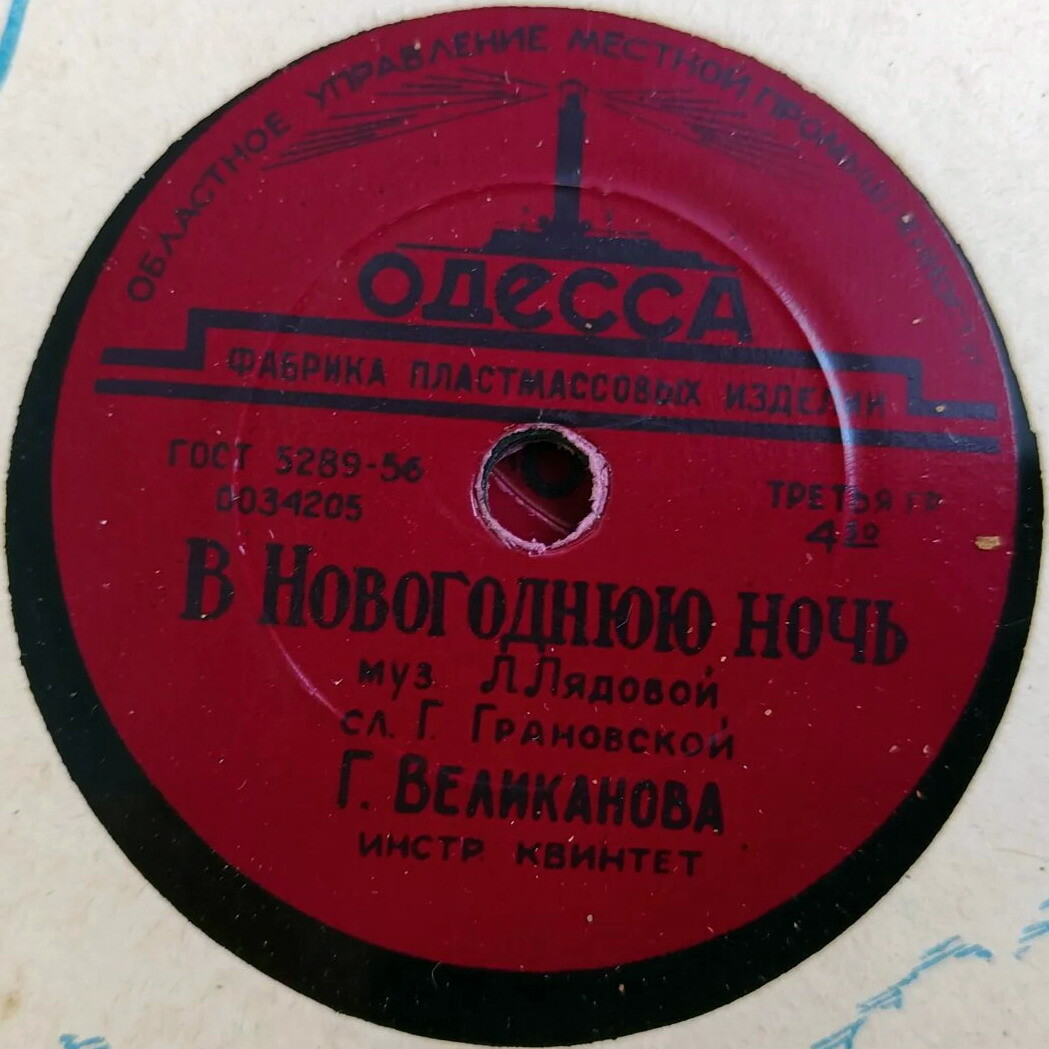 ОБЛАСТНОЕ УПРАВЛЕНИЕ МЕСТНОЙ ПРОМЫШЛЕННОСТИ
ОДЕССА
ФАБРИКА ПЛАСТМАССОВЫХ ИЗДЕЛИЙ
ГОСТ 5289-56
0034205
ТРЕТЬЯ ГР
4 50
В НОВОГОДНЮЮ НОЧЬ
муз Л Лядовой
сл. Г. Грановской
Г. ВЕЛИКАНОВА
ИНСТР КВИНТЕТ